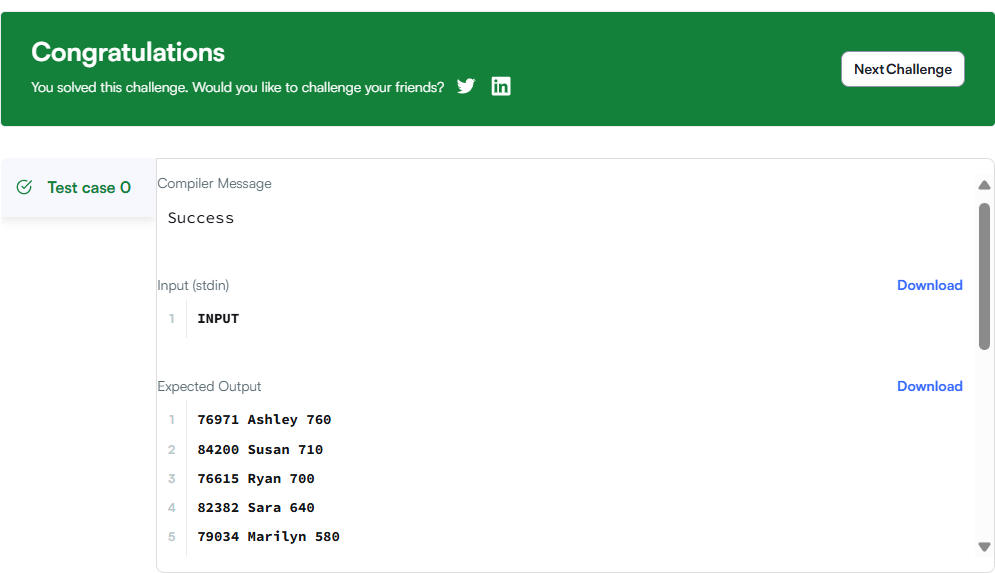 Congratulations
You solved this challenge. Would you like to challenge your friends?
Next Challenge
Test case 0
Compiler Message
Success
Input (stdin)
Download
1 INPUT
Expected Output
Download
1 76971 Ashley 760
2 84200 Susan 710
3 76615 Ryan 700
4 82382 Sara 640
5 79034 Marilyn 580